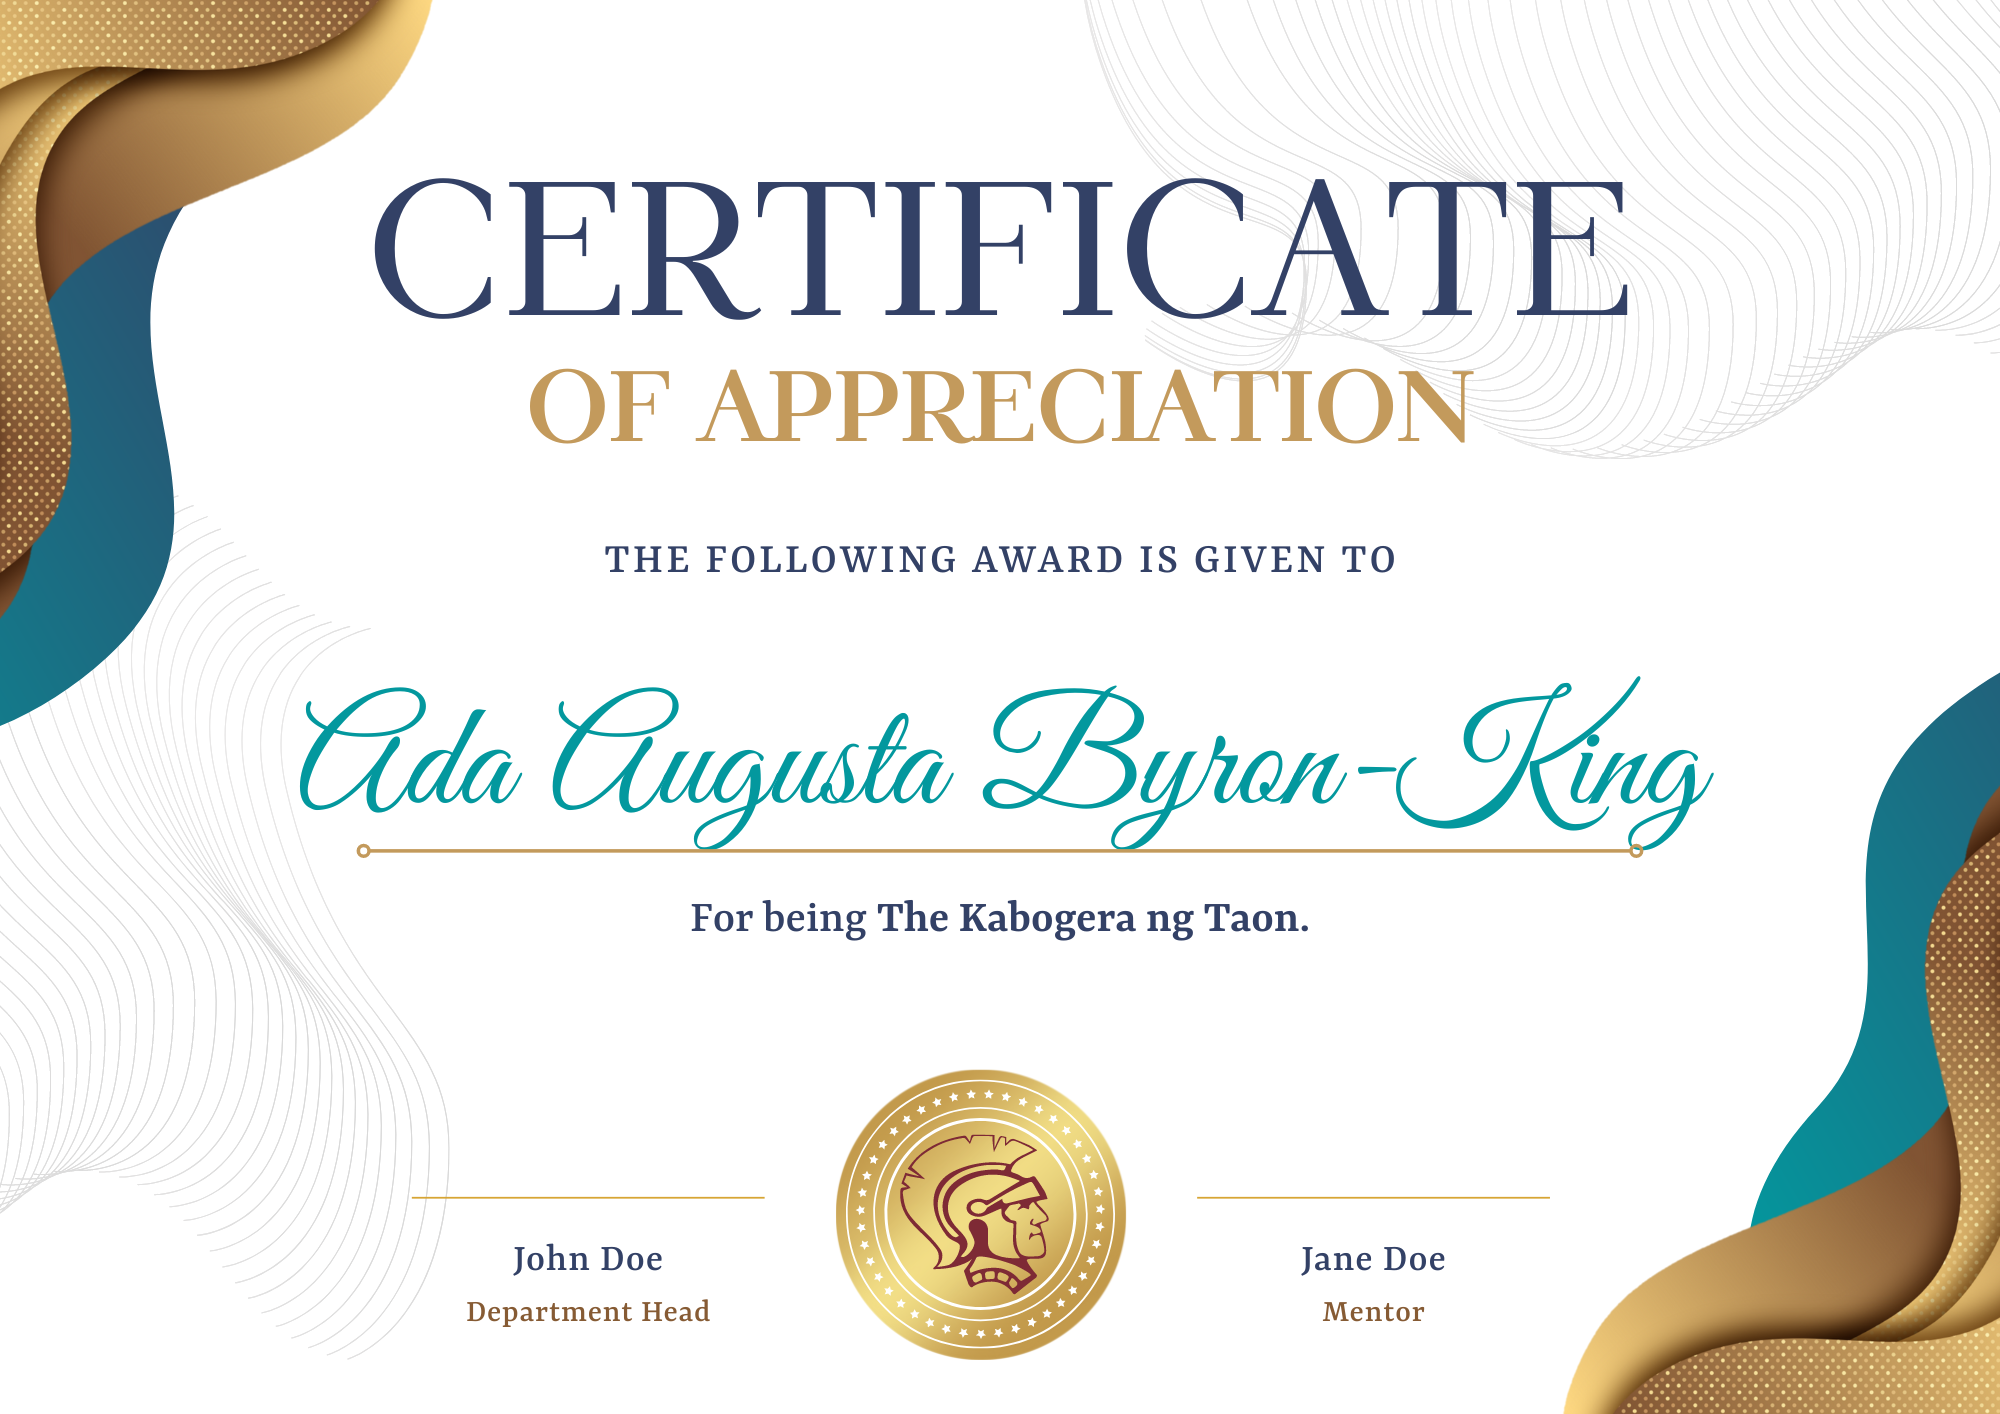 CERTIFICATE
OF APPRECIATION
THE FOLLOWING AWARD IS GIVEN TO
Ada Augusta Byron-King
For being The Kabogera ng Taon.
John Doe
Department Head
Jane Doe
Mentor